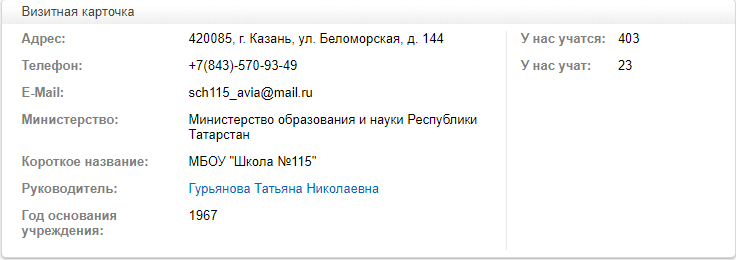 Визитная карточка
Адрес: 420085, г. Казань, ул. Беломорская, д. 144
Телефон: +7(843)-570-93-49
E-Mail: sch115_avia@mail.ru
Министерство: Министерство образования и науки Республики
Татарстан
Короткое название: МБОУ "Школа №115"
Руководитель: Гурьянова Татьяна Николаевна
Год основания 1967
учреждения:
У нас учатся: 403
У нас учат: 23